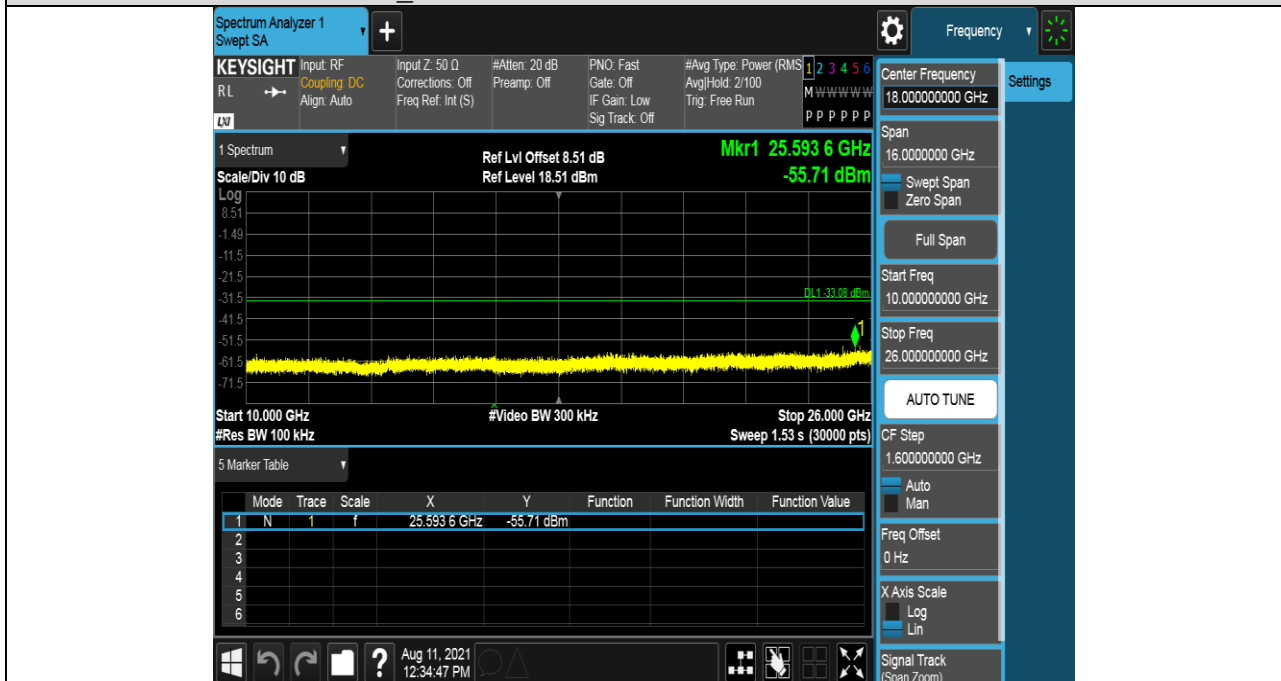 Spectrum Analyzer 1
Swept SA
+
Frequency
KEYSIGHT
RL
LXI
Input: RF
Coupling: DC
Align: Auto
Input Z: 50 Ω
Corrections: Off
Freq Ref: Int (S)
#Atten: 20 dB
Preamp: Off
PNO: Fast
Gate: Off
IF Gain: Low
Sig Track: Off
#Avg Type: Power (RMS
Avg|Hold: 2/100
Trig: Free Run
1 2 3 4 5 6
M W W W W W
P P P P P P
Center Frequency
18.000000000 GHz
Settings
Span
16.0000000 GHz
Swept Span
Zero Span
Full Span
Start Freq
10.000000000 GHz
Stop Freq
26.000000000 GHz
AUTO TUNE
CF Step
1.600000000 GHz
Auto
Man
Freq Offset
0 Hz
X Axis Scale
Log
Lin
Signal Track
(Span Zoom)
1 Spectrum
Scale/Div 10 dB
Ref Lvl Offset 8.51 dB
Ref Level 18.51 dBm
Mkr1 25.593 6 GHz
-55.71 dBm
Log
8.51
-1.49
-11.5
-21.5
-31.5
-41.5
-51.5
-61.5
-71.5
DL1 -33.08 dBm
1
Start 10.000 GHz
#Video BW 300 kHz
Stop 26.000 GHz
#Res BW 100 kHz
Sweep 1.53 s (30000 pts)
5 Marker Table
Mode Trace Scale X Y Function Function Width Function Value
1 N 1 f 25.593 6 GHz -55.71 dBm
2
3
4
5
6
?
Aug 11, 2021
12:34:47 PM